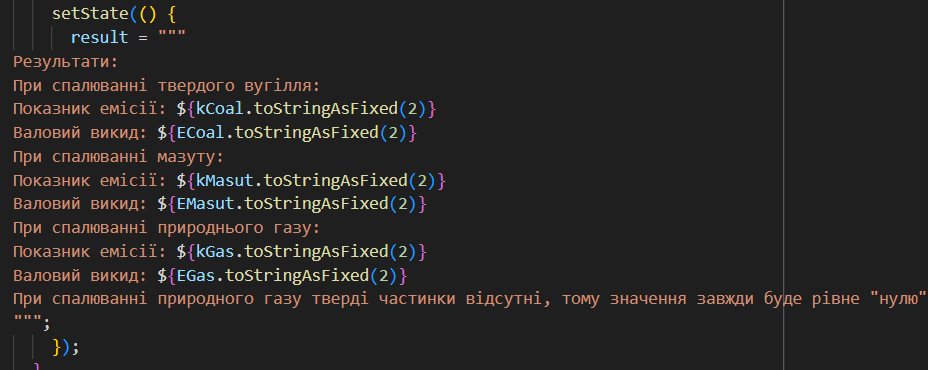 setState(() {
result = """
Результати:
При спалюванні твердого вугілля:
Показник емісії: ${kCoal.toStringAsFixed(2)}
Валовий викид: ${ECoal.toStringAsFixed(2)}
При спалюванні мазуту:
Показник емісії: ${kMasut.toStringAsFixed(2)}
Валовий викид: ${EMasut.toStringAsFixed(2)}
При спалюванні природнього газу:
Показник емісії: ${kGas.toStringAsFixed(2)}
Валовий викид: ${EGas.toStringAsFixed(2)}
При спалюванні природного газу тверді частинки відсутні, тому значення завжди буде рівне "нулю"
""";
});
}